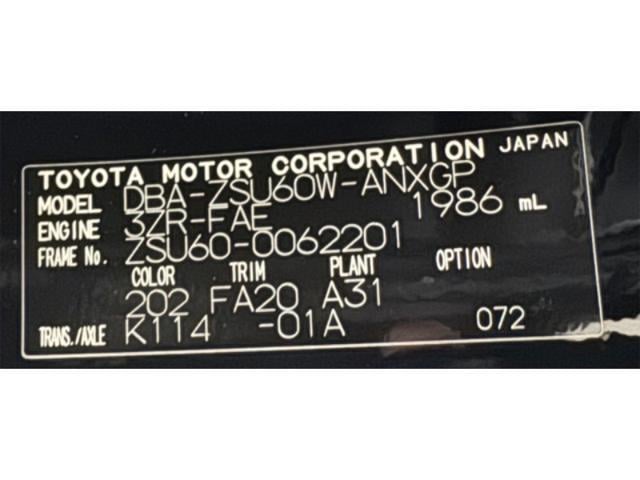 TOYOTA MOTOR CORPORATION JAPAN
MODEL DBA-ZSU60W-ANXGP
ENGINE 3ZR-FAE 1986 mL
FRAME No. ZSU60-0062201
COLOR TRIM PLANT OPTION
202 FA20 A31
TRANS./AXLE K114 -01A 072